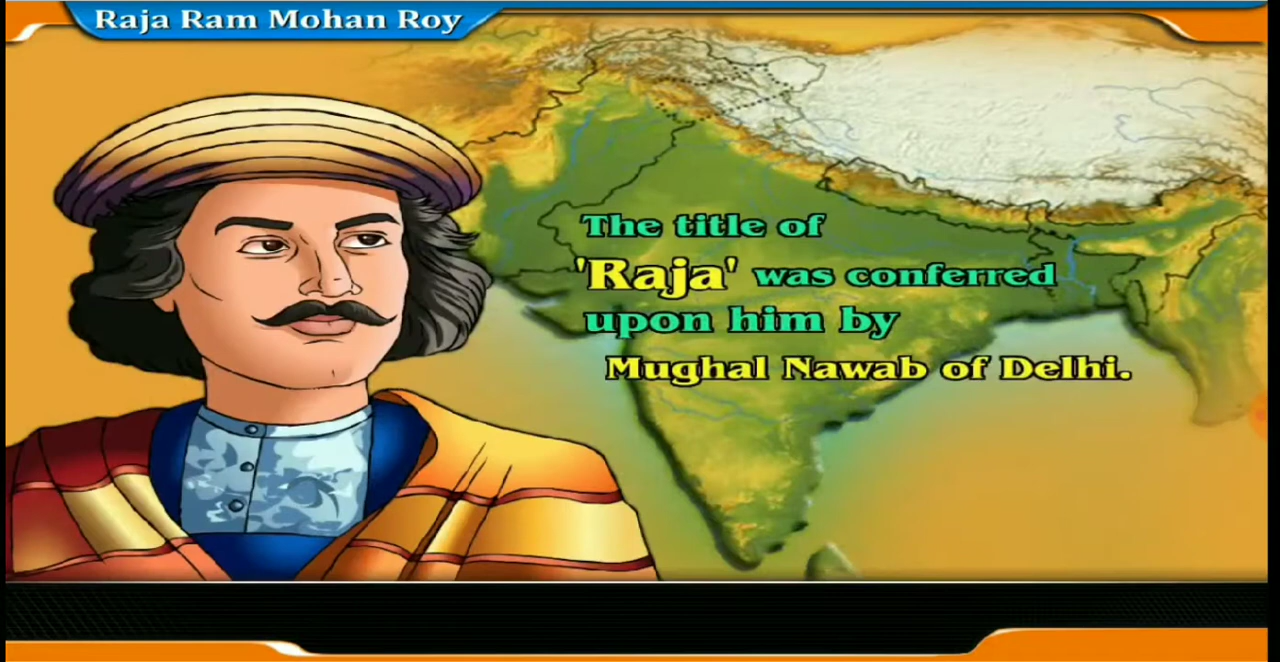 Raja Ram Mohan Roy
The title of
'Raja' was conferred
upon him by
Mughal Nawab of Delhi.